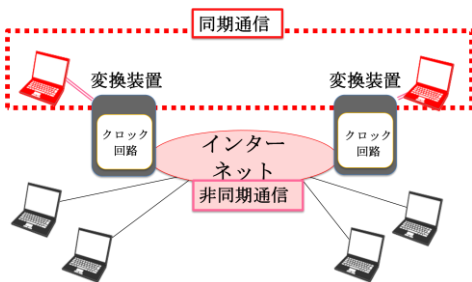 同期通信
変換装置
変換装置
クロック
回路
インター
ネット
クロック
回路
非同期通信